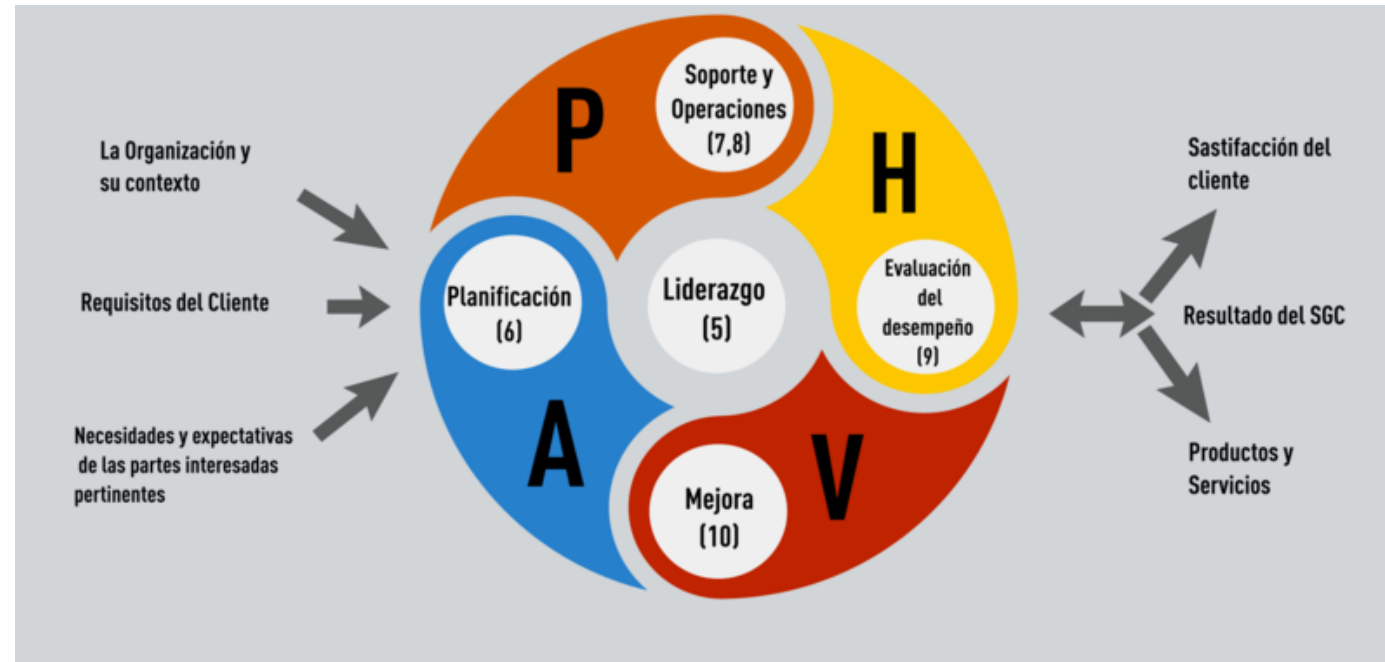 La Organización y
su contexto
Requisitos del Cliente
Necesidades y expectativas
de las partes interesadas
pertinentes
P
Soporte y
Operaciones
(7,8)
H
Planificación
(6)
Liderazgo
(5)
Evaluación
del
desempeño
(9)
A
Mejora
(10)
V
Sastifacción del
cliente
Resultado del SGC
Productos y
Servicios